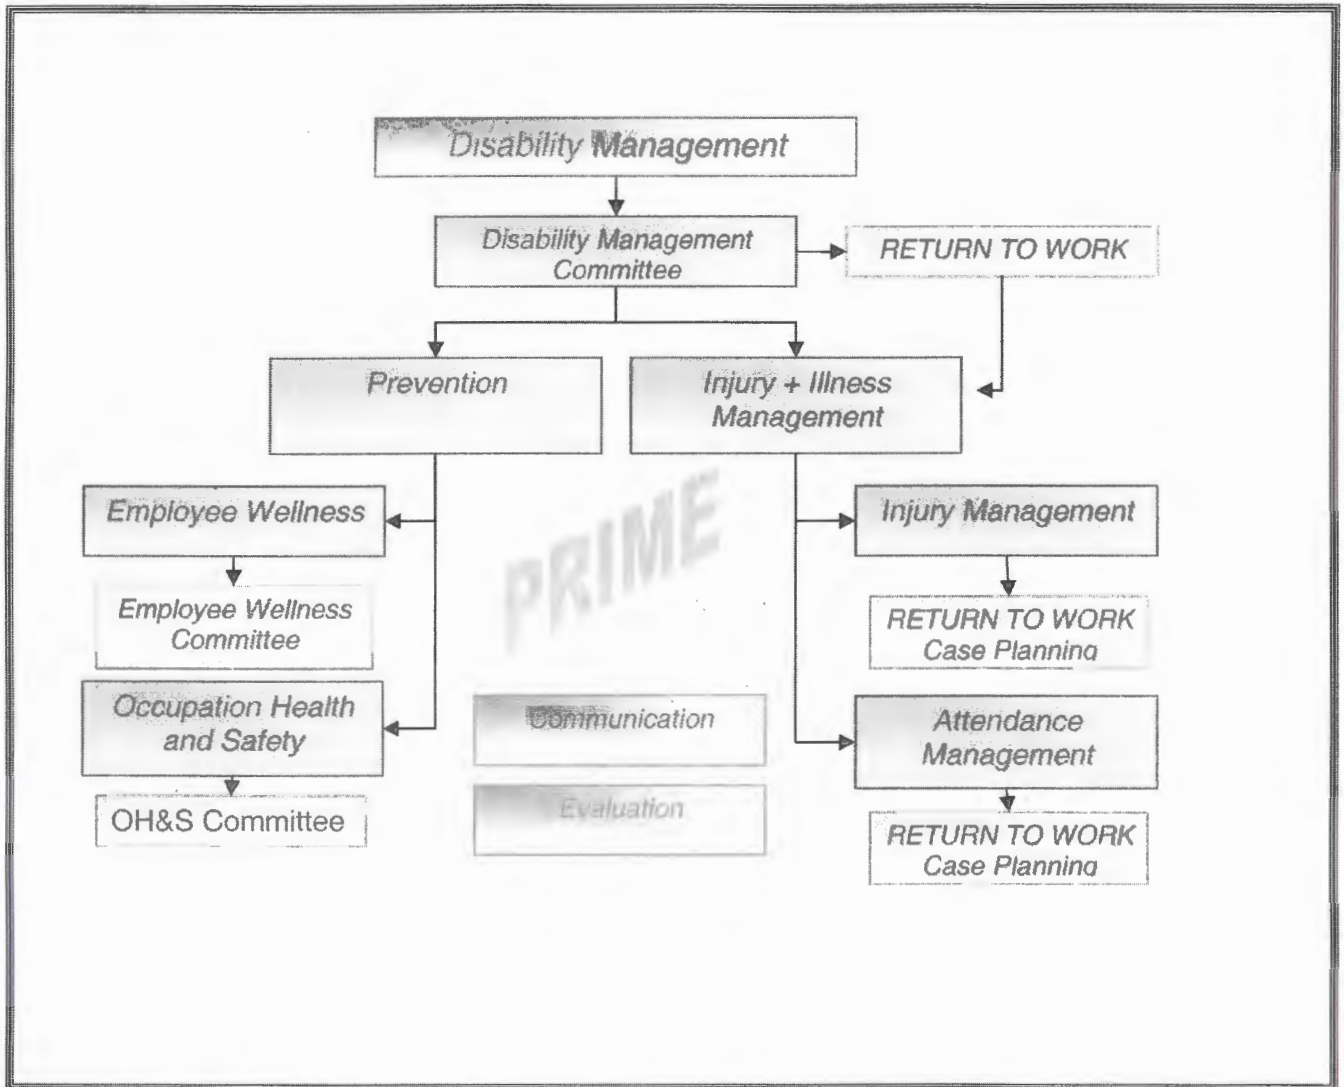 Disability Management
Disability Management
Committee
RETURN TO WORK
Prevention
Injury + Illness
Management
Employee Wellness
Injury Management
PRIME
Employee Wellness
Committee
RETURN TO WORK
Case Planning
Occupation Health
and Safety
Communication
Attendance
Management
Evaluation
OH&S Committee
RETURN TO WORK
Case Planning